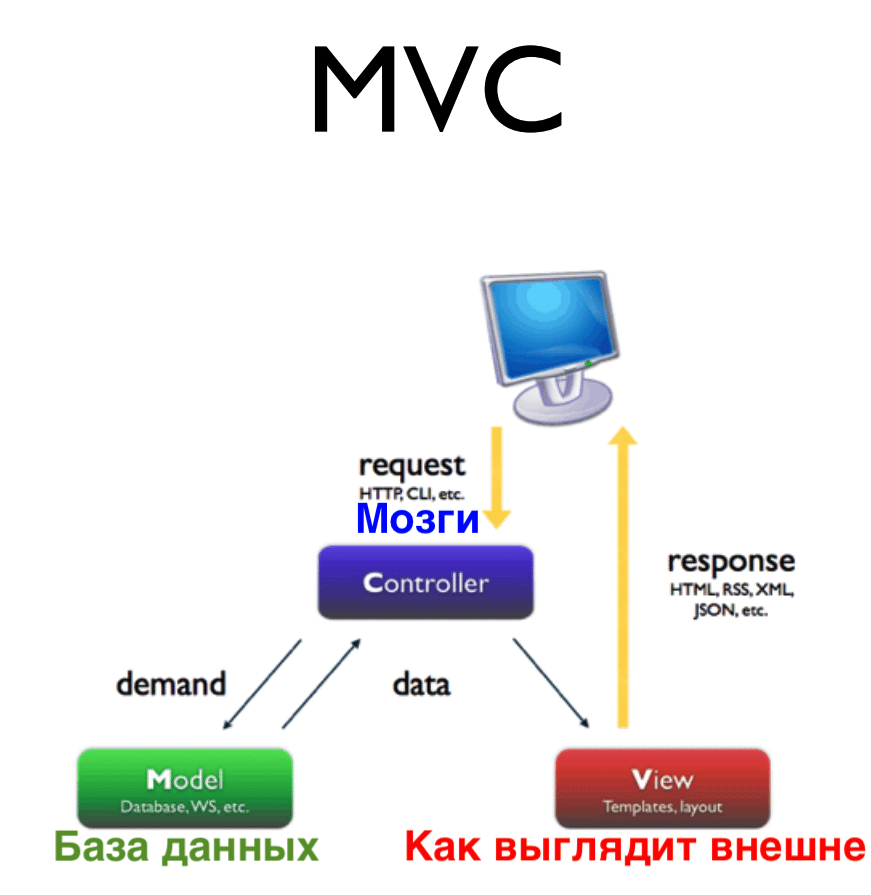 MVC
request
HTTP, CLI, etc.
Мозги
Controller
response
HTML, RSS, XML,
JSON, etc.
demand
data
Model
Database, WS, etc.
База данных
View
Templates, layout
Как выглядит внешне